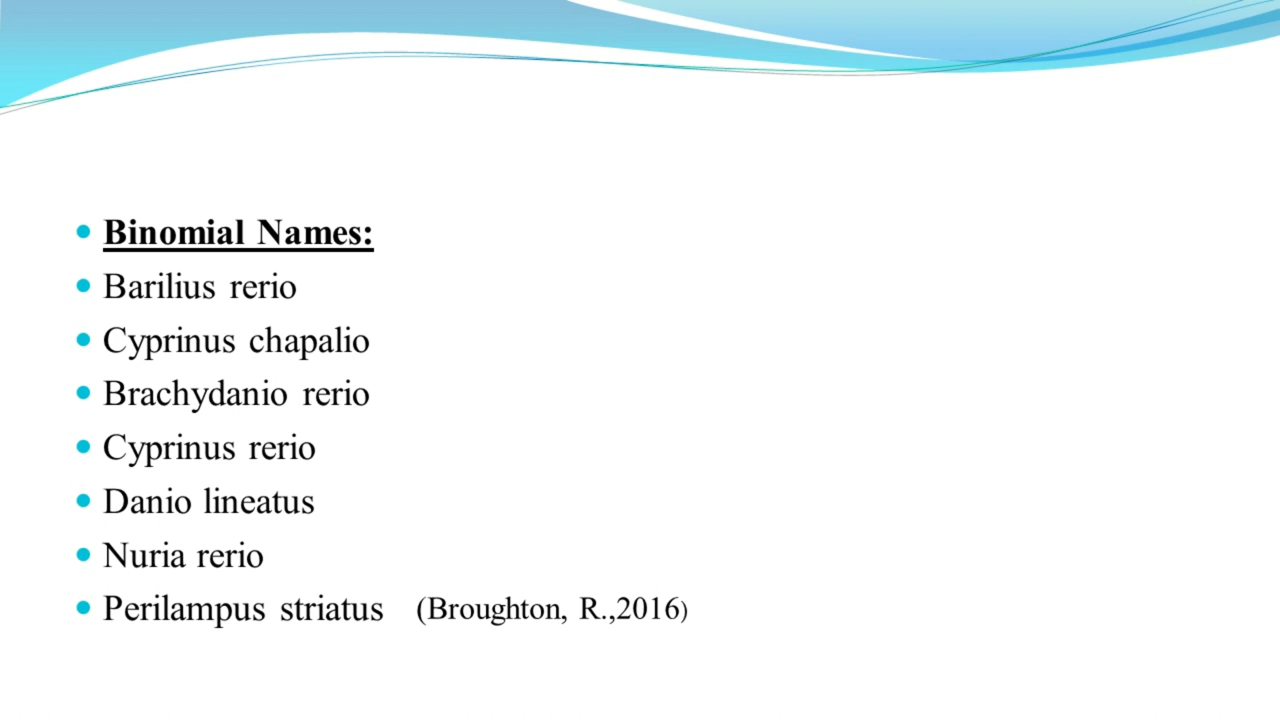 Binomial Names:
Barilius rerio
Cyprinus chapalio
Brachydanio rerio
Cyprinus rerio
Danio lineatus
Nuria rerio
Perilampus striatus (Broughton, R.,2016)